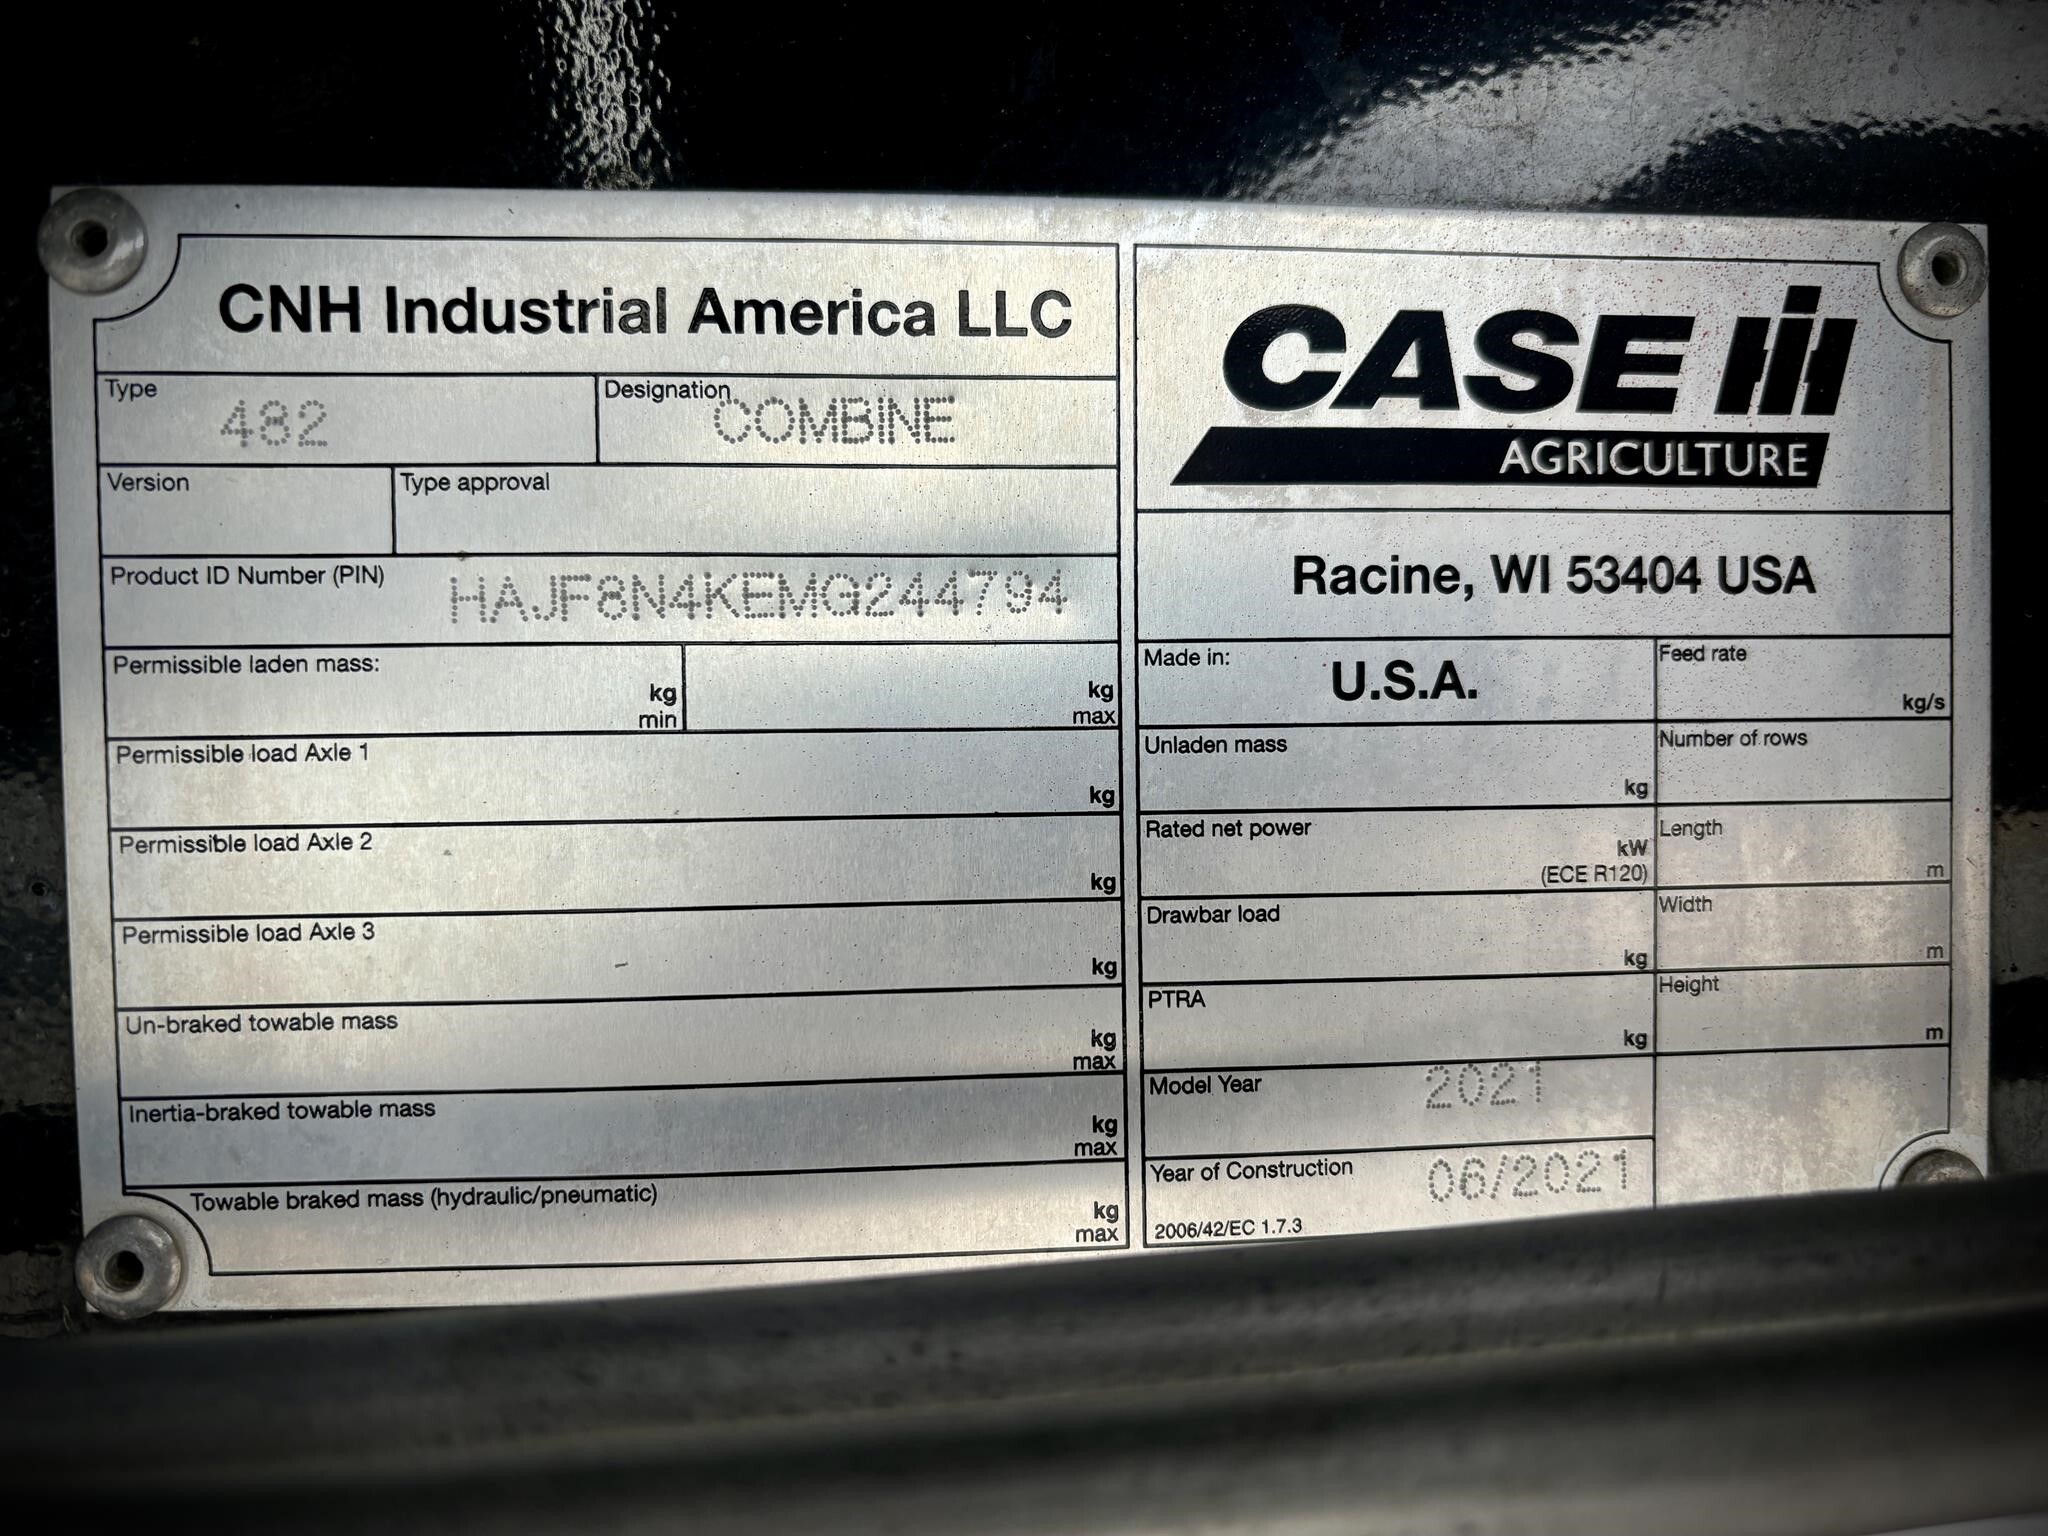 CNH Industrial America LLC
Type
482
Designation
COMBINE
Version
Type approval
Product ID Number (PIN)
HAJF8N4KEMG244794
Permissible laden mass:
kg
min
kg
max
Permissible load Axle 1
kg
Permissible load Axle 2
kg
Permissible load Axle 3
kg
Un-braked towable mass
kg
max
Inertia-braked towable mass
kg
max
Towable braked mass (hydraulic/pneumatic)
kg
max
CASE IH
AGRICULTURE
Racine, WI 53404 USA
Made in:
U.S.A.
Feed rate
kg/s
Unladen mass
kg
Number of rows
Rated net power
kW
(ECE R120)
Length
m
Drawbar load
kg
Width
m
PTRA
kg
Height
m
Model Year
2021
Year of Construction
06/2021
2006/42/EC 1.7.3